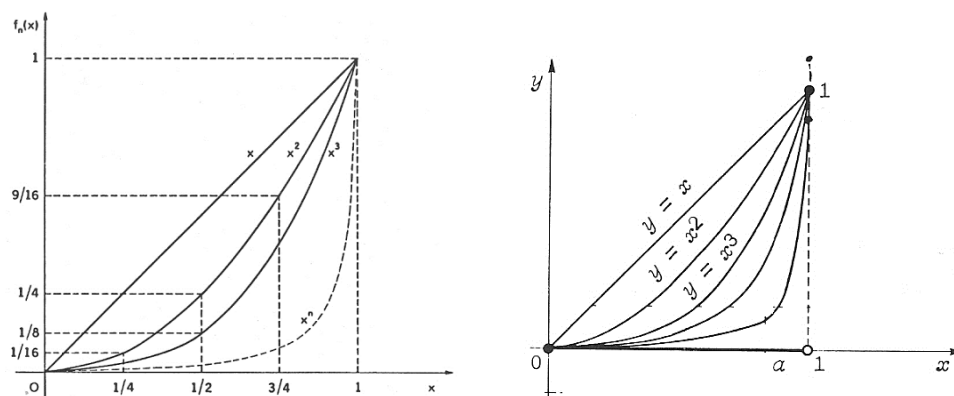 fₙ(x)
1
9/16
1/4
1/8
1/16
O
1/4
1/2
3/4
1
x
x
x²
x³
xⁿ
y
1
y = x
y = x2
y = x3
0
a
1
x